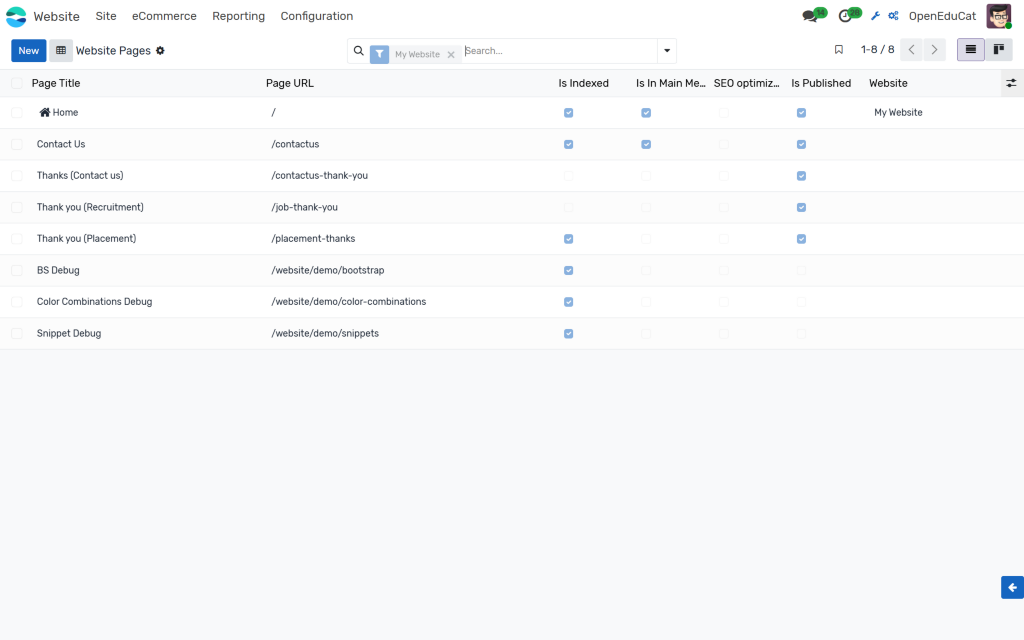 Website Site eCommerce Reporting Configuration 14 28 OpenEduCat
New Website Pages My Website Search... 1-8 / 8
Page Title Page URL Is Indexed Is In Main Me... SEO optimiz... Is Published Website
Home / My Website
Contact Us /contactus
Thanks (Contact us) /contactus-thank-you
Thank you (Recruitment) /job-thank-you
Thank you (Placement) /placement-thanks
BS Debug /website/demo/bootstrap
Color Combinations Debug /website/demo/color-combinations
Snippet Debug /website/demo/snippets